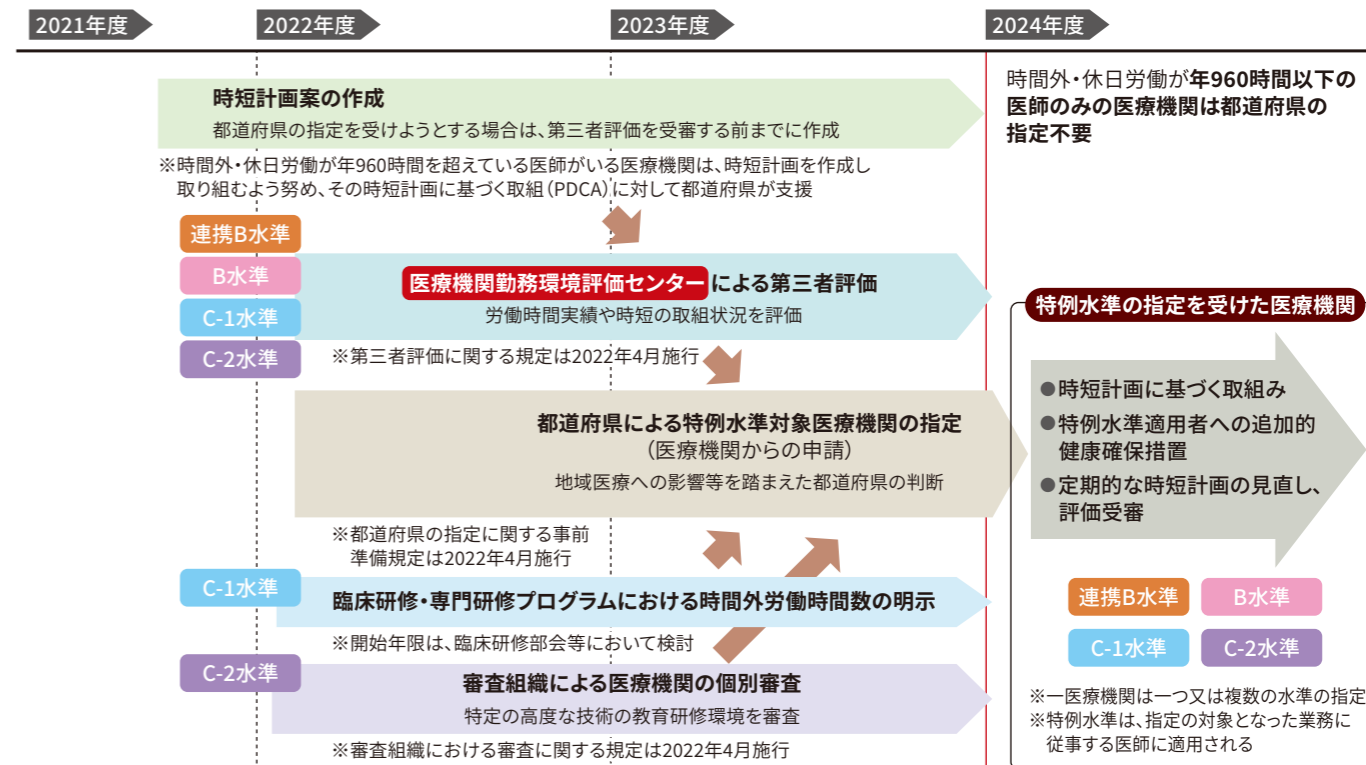 2021年度
2022年度
2023年度
2024年度
時短計画案の作成
都道府県の指定を受けようとする場合は、第三者評価を受審する前までに作成
※時間外・休日労働が年960時間を超えている医師がいる医療機関は、時短計画を作成し
取り組むよう努め、その時短計画に基づく取組（PDCA）に対して都道府県が支援
連携B水準
B水準
C-1水準
C-2水準
医療機関勤務環境評価センターによる第三者評価
労働時間実績や時短の取組状況を評価
※第三者評価に関する規定は2022年4月施行
都道府県による特例水準対象医療機関の指定
（医療機関からの申請）
地域医療への影響等を踏まえた都道府県の判断
※都道府県の指定に関する事前
準備規定は2022年4月施行
C-1水準
臨床研修・専門研修プログラムにおける時間外労働時間数の明示
※開始年限は、臨床研修部会等において検討
C-2水準
審査組織による医療機関の個別審査
特定の高度な技術の教育研修環境を審査
※審査組織における審査に関する規定は2022年4月施行
時間外・休日労働が年960時間以下の
医師のみの医療機関は都道府県の
指定不要
特例水準の指定を受けた医療機関
●時短計画に基づく取組み
●特例水準適用者への追加的
健康確保措置
●定期的な時短計画の見直し、
評価受審
連携B水準
B水準
C-1水準
C-2水準
※一医療機関は一つ又は複数の水準の指定
※特例水準は、指定の対象となった業務に
従事する医師に適用される